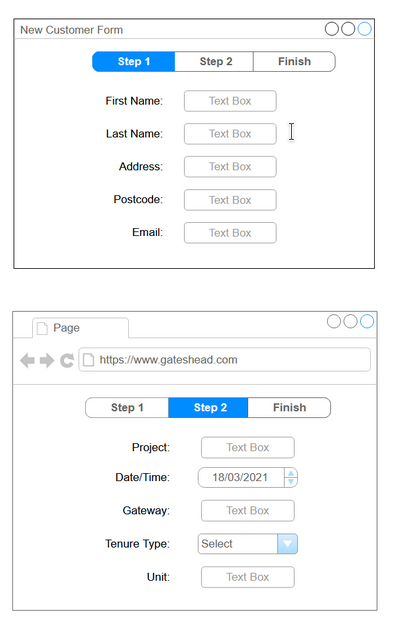 New Customer Form
Step 1 Step 2 Finish
First Name: Text Box
Last Name: Text Box
Address: Text Box
Postcode: Text Box
Email: Text Box
Page
https://www.gateshead.com
Step 1 Step 2 Finish
Project: Text Box
Date/Time: 18/03/2021
Gateway: Text Box
Tenure Type: Select
Unit: Text Box